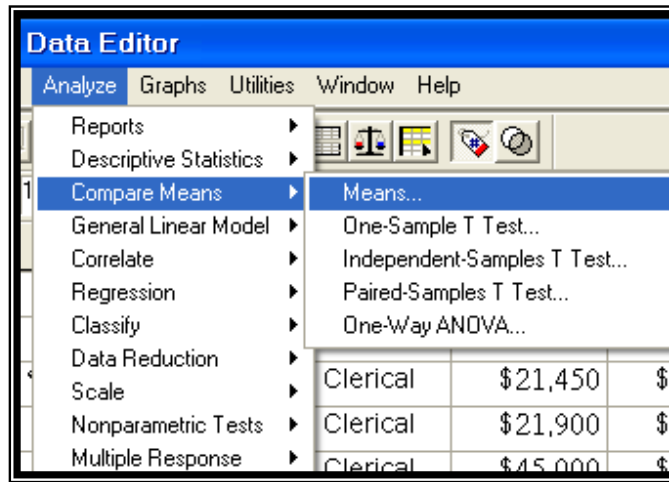 Data Editor
Analyze Graphs Utilities Window Help
Reports
Descriptive Statistics
1
Compare Means
Means...
General Linear Model
One-Sample T Test...
Correlate
Independent-Samples T Test...
Regression
Paired-Samples T Test...
Classify
One-Way ANOVA...
Data Reduction
Scale
Clerical $21,450 $
Nonparametric Tests
Clerical $21,900 $
Multiple Response
Clerical $45,000 $